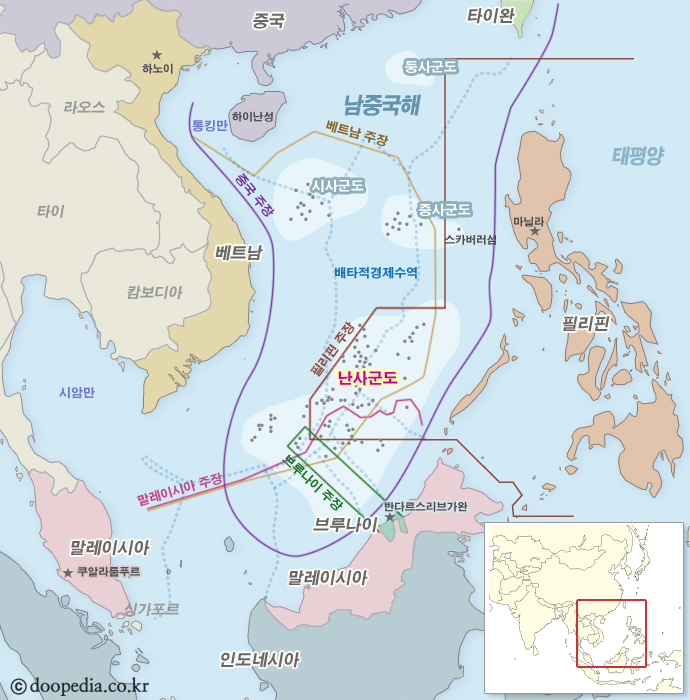 중국
타이완
하노이
둥사군도
라오스
하이난성
남중국해
통킹만
베트남 주장
태평양
중국 주장
시사군도
타이
중사군도
마닐라
스카버러섬
베트남
배타적경제수역
캄보디아
필리핀
필리핀 주장
난사군도
시암만
말레이시아 주장
브루나이 주장
반다르스리브가완
브루나이
말레이시아
쿠알라룸푸르
말레이시아
싱가포르
인도네시아
ⓒ doopedia.co.kr